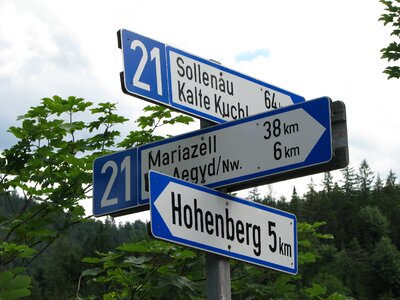 21
Sollenau 64
Kalte Kuchl
21
Mariazell 38 km
Aegyd/Nw. 6 km
Hohenberg 5 km